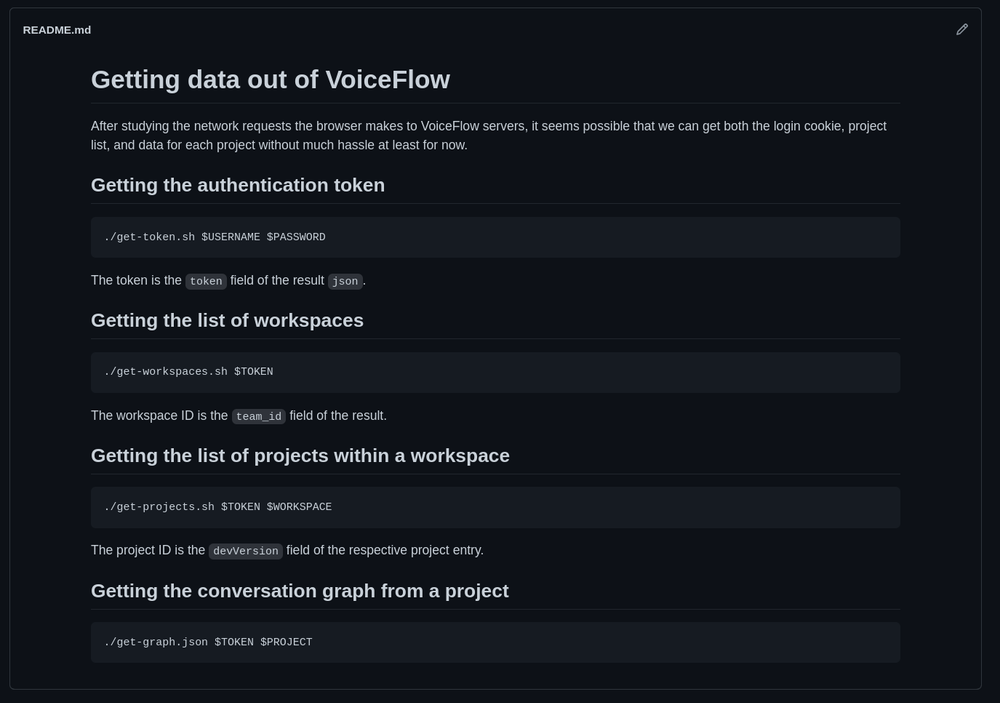 README.md
Getting data out of VoiceFlow
After studying the network requests the browser makes to VoiceFlow servers, it seems possible that we can get both the login cookie, project
list, and data for each project without much hassle at least for now.
Getting the authentication token
./get-token.sh $USERNAME $PASSWORD
The token is the token field of the result json.
Getting the list of workspaces
./get-workspaces.sh $TOKEN
The workspace ID is the team_id field of the result.
Getting the list of projects within a workspace
./get-projects.sh $TOKEN $WORKSPACE
The project ID is the devVersion field of the respective project entry.
Getting the conversation graph from a project
./get-graph.json $TOKEN $PROJECT